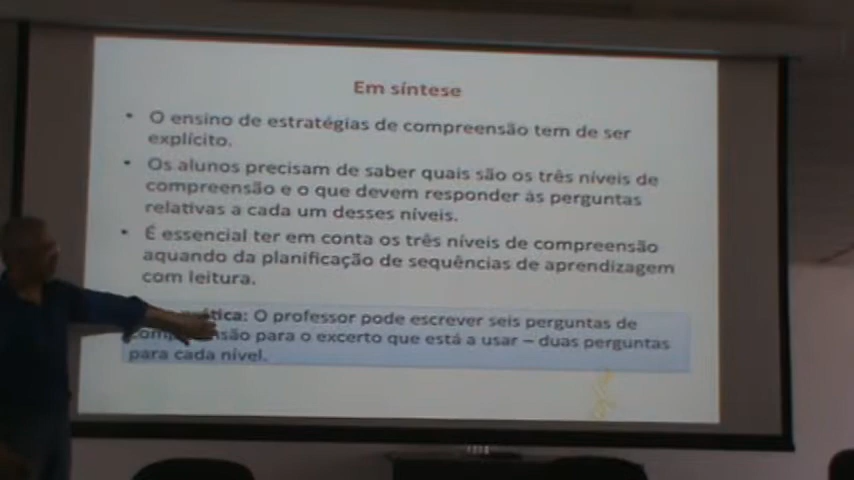 Em síntese
• O ensino de estratégias de compreensão tem de ser
explícito.
• Os alunos precisam de saber quais são os três níveis de
compreensão e o que devem responder às perguntas
relativas a cada um desses níveis.
• É essencial ter em conta os três níveis de compreensão
aquando da planificação de sequências de aprendizagem
com leitura.
O professor pode escrever seis perguntas de
para o excerto que está a usar – duas perguntas
para cada nível.